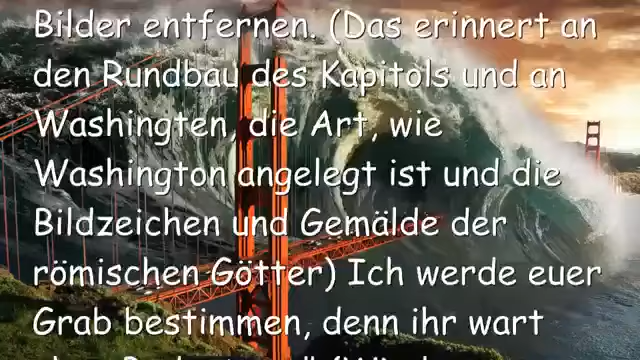 Bilder entfernen. (Das erinnert an
den Rundbau des Kapitols und an
Washingten, die Art, wie
Washington angelegt ist und die
Bildzeichen und Gemälde der
römischen Götter) Ich werde euer
Grab bestimmen, denn ihr wart